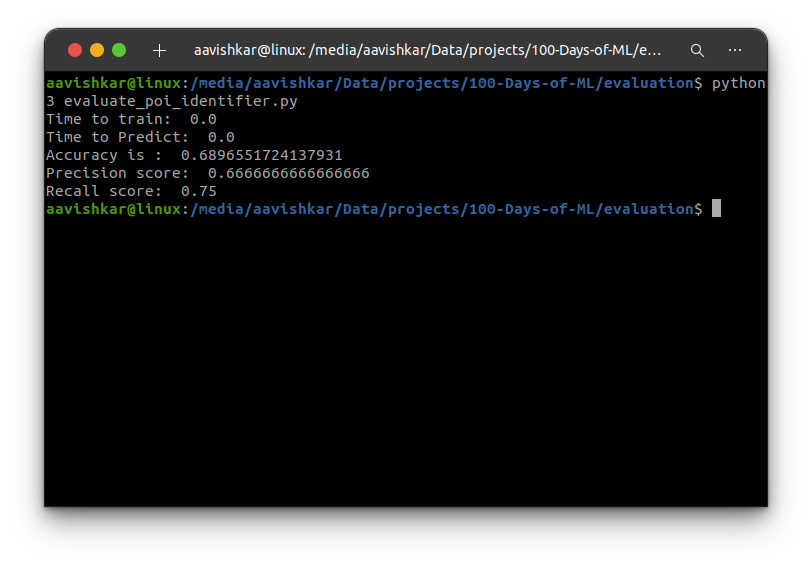 aavishkar@linux: /media/aavishkar/Data/projects/100-Days-of-ML/e...
aavishkar@linux:/media/aavishkar/Data/projects/100-Days-of-ML/evaluation$ python
3 evaluate_poi_identifier.py
Time to train:  0.0
Time to Predict:  0.0
Accuracy is :  0.6896551724137931
Precision score:  0.6666666666666666
Recall score:  0.75
aavishkar@linux:/media/aavishkar/Data/projects/100-Days-of-ML/evaluation$